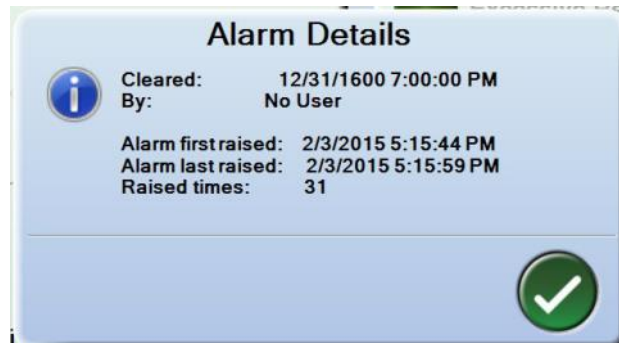 Alarm Details
Cleared: 12/31/1600 7:00:00 PM
By: No User
Alarm first raised: 2/3/2015 5:15:44 PM
Alarm last raised: 2/3/2015 5:15:59 PM
Raised times: 31